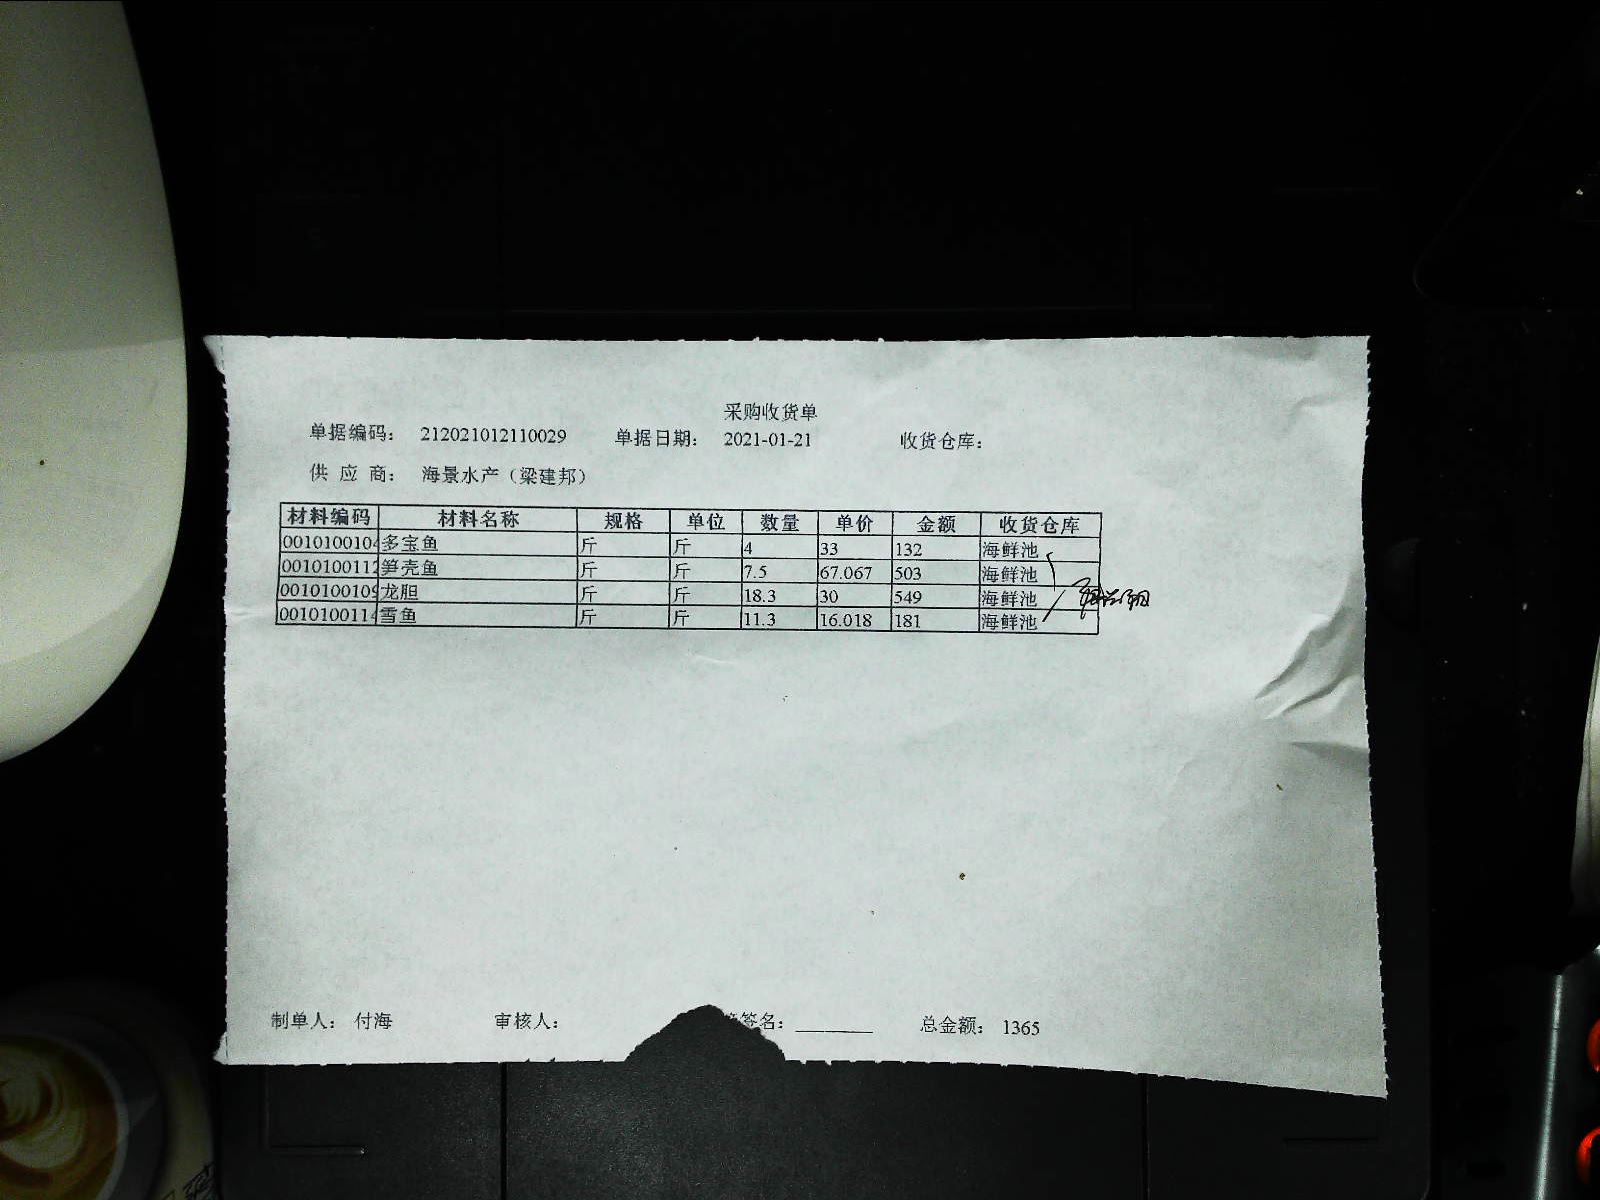 采购收货单
单据编码: 212021012110029 单据日期: 2021-01-21 收货仓库:
供 应 商: 海景水产（梁建邦）
材料编码 材料名称 规格 单位 数量 单价 金额 收货仓库
0010100104 多宝鱼 斤 斤 4 33 132 海鲜池
0010100112 笋壳鱼 斤 斤 7.5 67.067 503 海鲜池
0010100109 龙胆 斤 斤 18.3 30 549 海鲜池
0010100114 雪鱼 斤 斤 11.3 16.018 181 海鲜池
制单人: 付海 审核人: 签名: 总金额: 1365